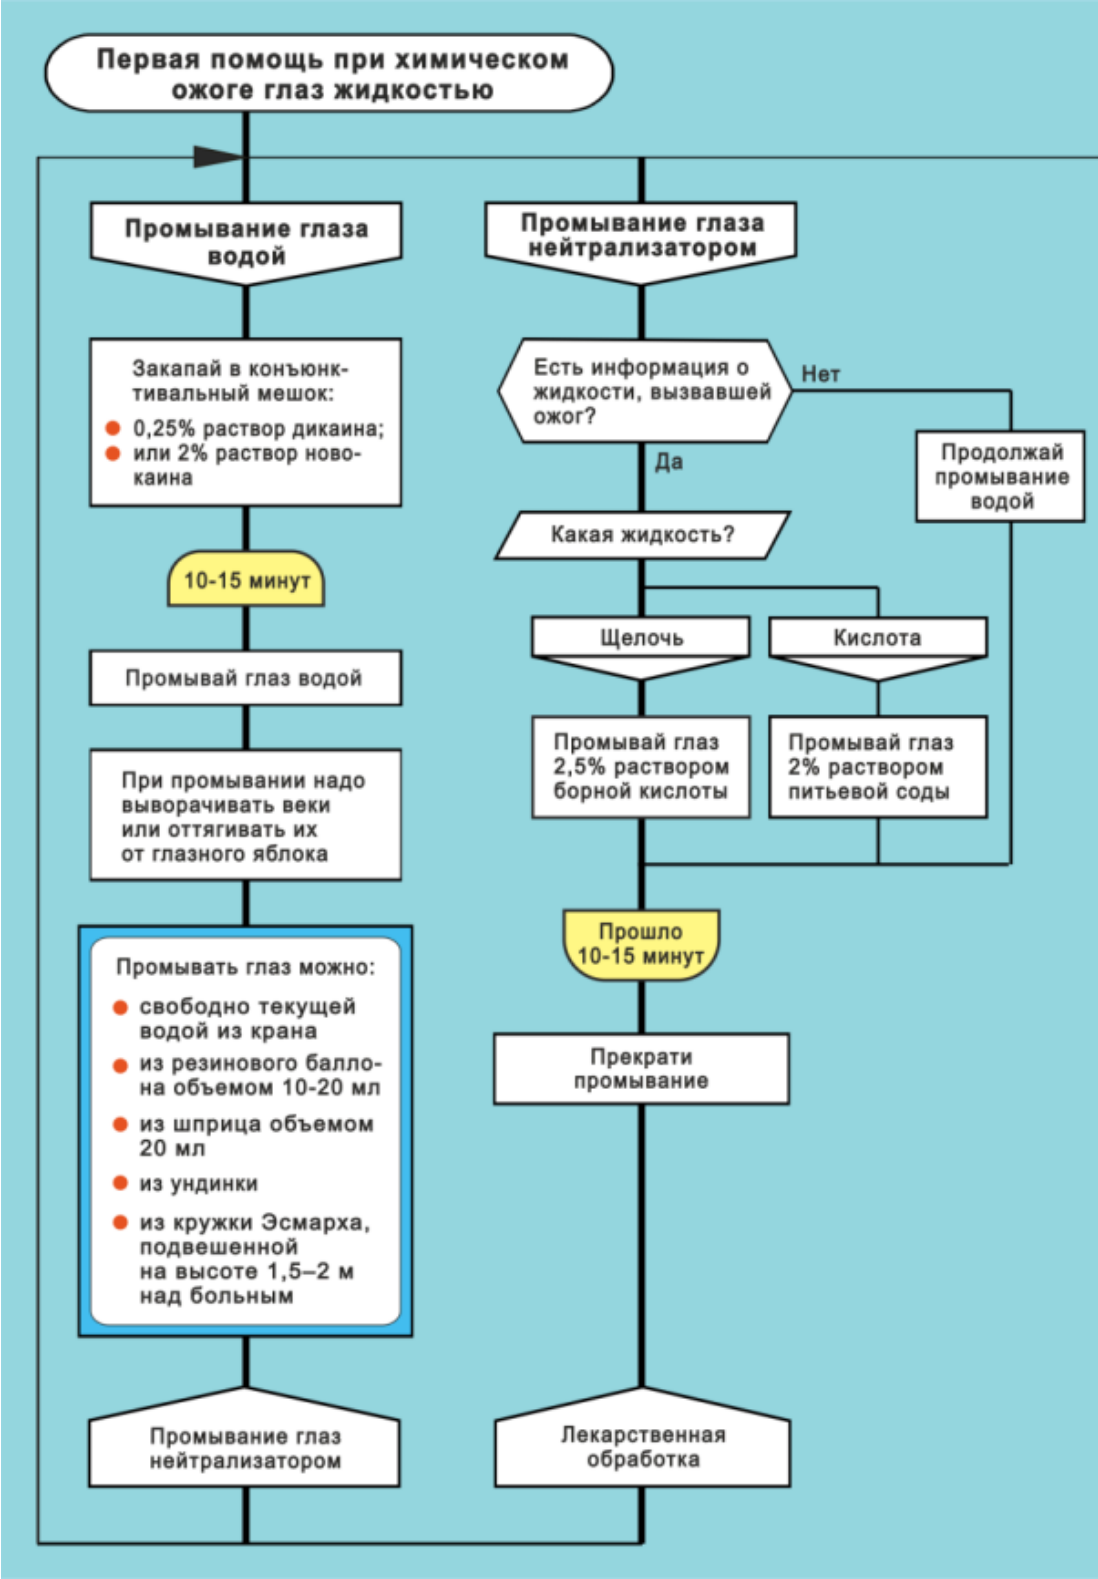 Первая помощь при химическом
ожоге глаз жидкостью
Промывание глаза
водой
Закапай в конъюнк-
тивальный мешок:
0,25% раствор дикаина;
или 2% раствор ново-
каина
10-15 минут
Промывай глаз водой
При промывании надо
выворачивать веки
или оттягивать их
от глазного яблока
Промывать глаз можно:
свободно текущей
водой из крана
из резинового балло-
на объемом 10-20 мл
из шприца объемом
20 мл
из ундинки
из кружки Эсмарха,
подвешенной
на высоте 1,5–2 м
над больным
Промывание глаз
нейтрализатором
Промывание глаза
нейтрализатором
Есть информация о
жидкости, вызвавшей
ожог?
Нет
Продолжай
промывание
водой
Да
Какая жидкость?
Щелочь
Промывай глаз
2,5% раствором
борной кислоты
Кислота
Промывай глаз
2% раствором
питьевой соды
Прошло
10-15 минут
Прекрати
промывание
Лекарственная
обработка